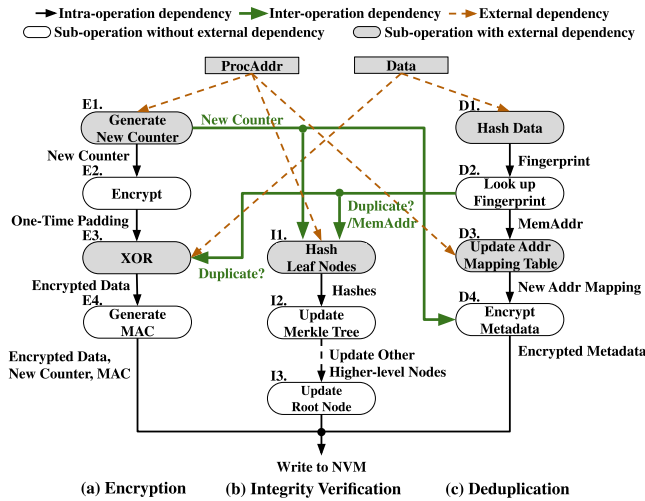 Intra-operation dependency
Inter-operation dependency
External dependency
Sub-operation without external dependency
Sub-operation with external dependency
ProcAddr
Data
E1.
Generate
New Counter
New Counter
New Counter
E2.
Encrypt
One-Time Padding
E3.
XOR
Duplicate?
Encrypted Data
E4.
Generate
MAC
Encrypted Data,
New Counter, MAC
Duplicate?
/MemAddr
I1.
Hash
Leaf Nodes
Hashes
I2.
Update
Merkle Tree
Update Other
Higher-level Nodes
I3.
Update
Root Node
D1.
Hash Data
Fingerprint
D2.
Look up
Fingerprint
MemAddr
D3.
Update Addr
Mapping Table
New Addr Mapping
D4.
Encrypt
Metadata
Encrypted Metadata
Write to NVM
(a) Encryption
(b) Integrity Verification
(c) Deduplication